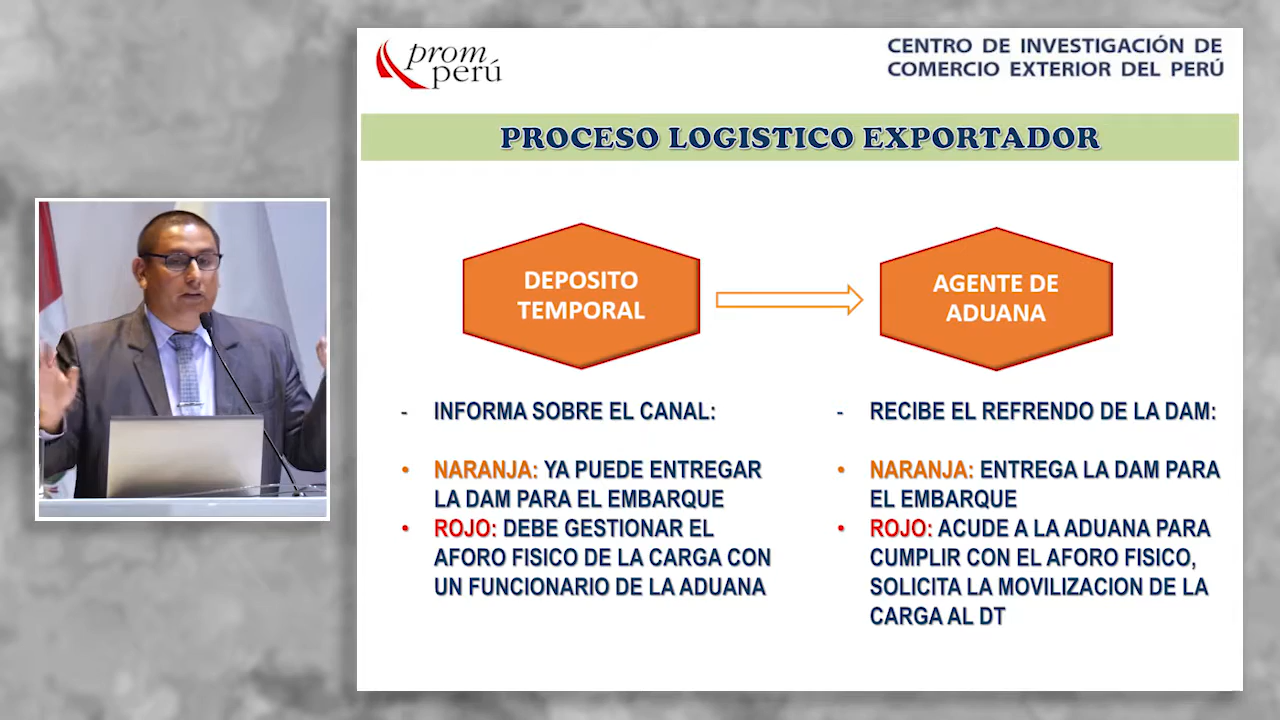 prom
perú
CENTRO DE INVESTIGACIÓN DE
COMERCIO EXTERIOR DEL PERÚ
PROCESO LOGISTICO EXPORTADOR
DEPOSITO
TEMPORAL
AGENTE DE
ADUANA
- INFORMA SOBRE EL CANAL:
• NARANJA: YA PUEDE ENTREGAR
LA DAM PARA EL EMBARQUE
• ROJO: DEBE GESTIONAR EL
AFORO FISICO DE LA CARGA CON
UN FUNCIONARIO DE LA ADUANA
- RECIBE EL REFRENDO DE LA DAM:
• NARANJA: ENTREGA LA DAM PARA
EL EMBARQUE
• ROJO: ACUDE A LA ADUANA PARA
CUMPLIR CON EL AFORO FISICO,
SOLICITA LA MOVILIZACION DE LA
CARGA AL DT